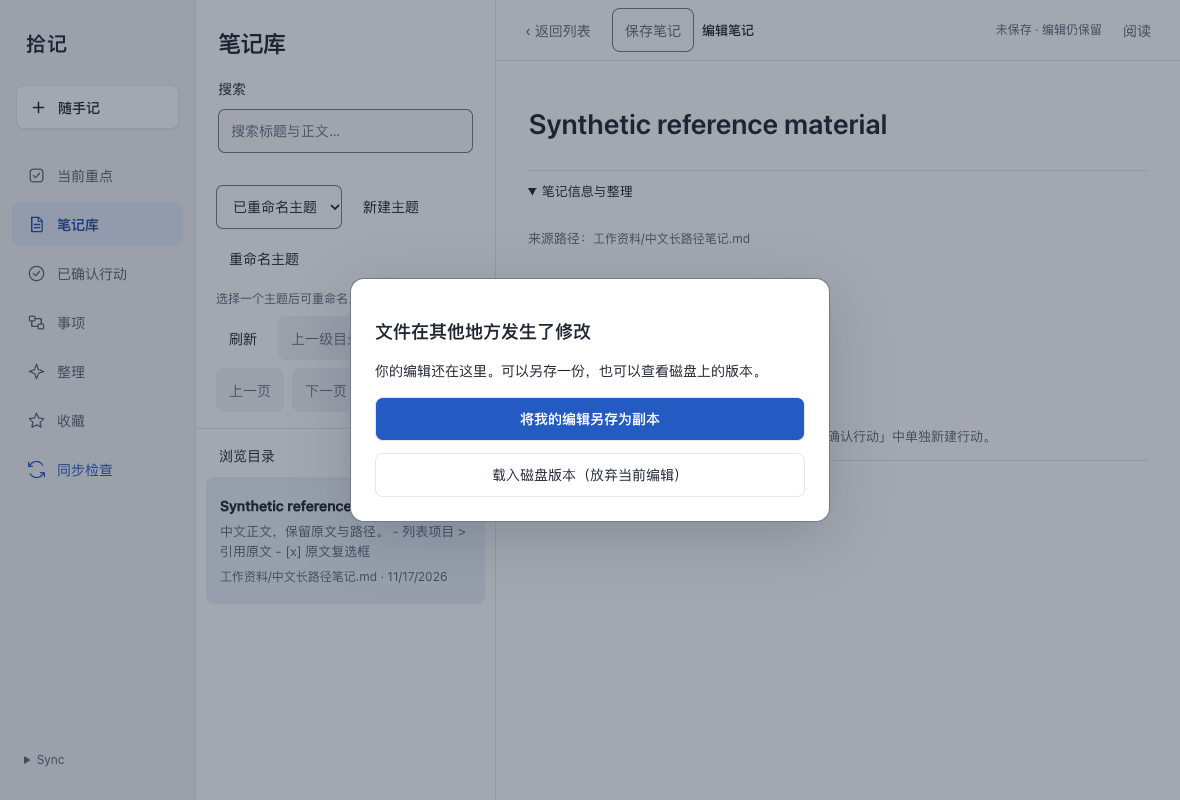 拾记
随手记
当前重点
笔记库
已确认行动
事项
整理
收藏
同步检查
Sync
笔记库
搜索
搜索标题与正文...
已重命名主题
新建主题
重命名主题
选择一个主题后可重命名
刷新
上一级目
上一页
下一页
浏览目录
Synthetic reference
中文正文，保留原文与路径。 - 列表项目 >
引用原文 - [x] 原文复选框
工作资料/中文长路径笔记.md · 11/17/2026
‹ 返回列表
保存笔记
编辑笔记
未保存 · 编辑仍保留
阅读
Synthetic reference material
▼ 笔记信息与整理
来源路径：工作资料/中文长路径笔记.md
确认行动」中单独新建行动。
文件在其他地方发生了修改
你的编辑还在这里。可以另存一份，也可以查看磁盘上的版本。
将我的编辑另存为副本
载入磁盘版本（放弃当前编辑）